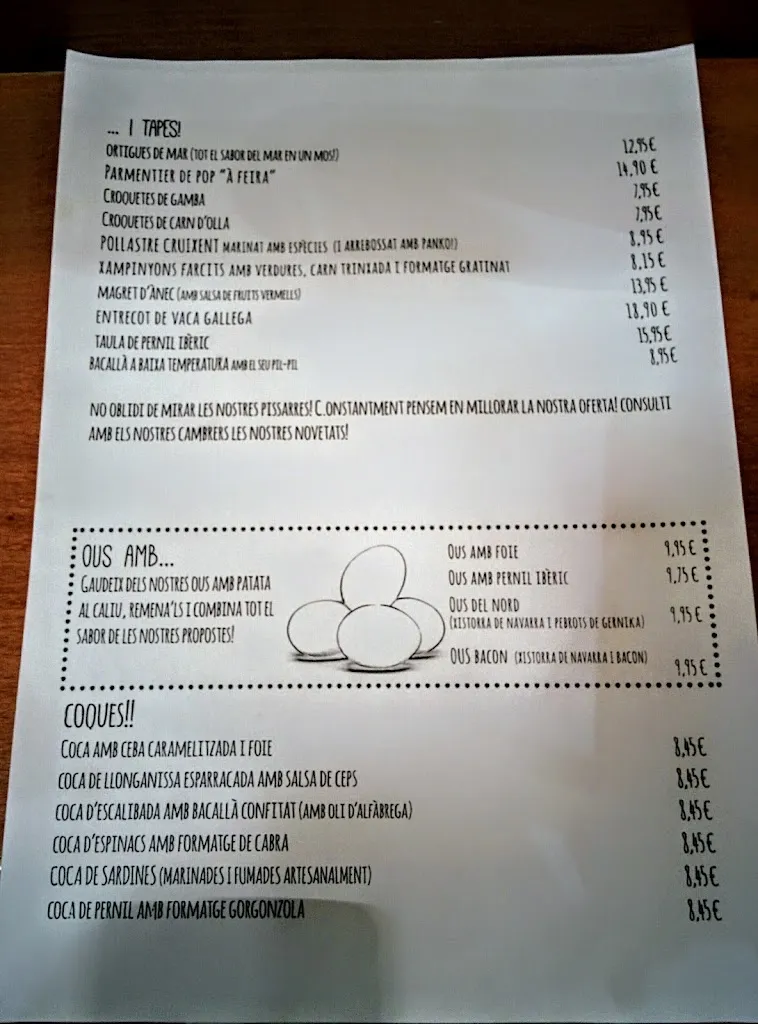 ... I TAPES!
ORTIGUES DE MAR (TOT EL SABOR DEL MAR EN UN MOS!) 12,95€
PARMENTIER DE POP "À FEIRA" 14,90 €
CROQUETES DE GAMBA 7,95€
CROQUETES DE CARN D'OLLA 7,95€
POLLASTRE CRUIXENT MARINAT AMB ESPÈCIES (I ARREBOSSAT AMB PANKO!) 8,95 €
XAMPINYONS FARCITS AMB VERDURES, CARN TRINXADA I FORMATGE GRATINAT 8,15 €
MAGRET D'ÀNEC (AMB SALSA DE FRUITS VERMELLS) 13,95 €
ENTRECOT DE VACA GALLEGA 18,90 €
TAULA DE PERNIL IBÈRIC 15,95€
BACALLÀ A BAIXA TEMPERATURA AMB EL SEU PIL-PIL 8,95€
NO OBLIDI DE MIRAR LES NOSTRES PISSARRES! C.ONSTANTMENT PENSEM EN MILLORAR LA NOSTRA OFERTA! CONSULTI
AMB ELS NOSTRES CAMBRERS LES NOSTRES NOVETATS!
OUS AMB...
GAUDEIX DELS NOSTRES OUS AMB PATATA
AL CALIU, REMENA'LS I COMBINA TOT EL
SABOR DE LES NOSTRES PROPOSTES!
OUS AMB FOIE 9,95 €
OUS AMB PERNIL IBÈRIC 9,75 €
OUS DEL NORD
(XISTORRA DE NAVARRA I PEBROTS DE GERNIKA) 9,95 €
OUS BACON (XISTORRA DE NAVARRA I BACON) 9,95 €
COQUES!!
COCA AMB CEBA CARAMELITZADA I FOIE 8,45€
COCA DE LLONGANISSA ESPARRACADA AMB SALSA DE CEPS 8,45€
COCA D'ESCALIBADA AMB BACALLÀ CONFITAT (AMB OLI D'ALFÀBREGA) 8,45€
COCA D'ESPINACS AMB FORMATGE DE CABRA 8,45€
COCA DE SARDINES (MARINADES I FUMADES ARTESANALMENT) 8,45€
COCA DE PERNIL AMB FORMATGE GORGONZOLA 8,45€